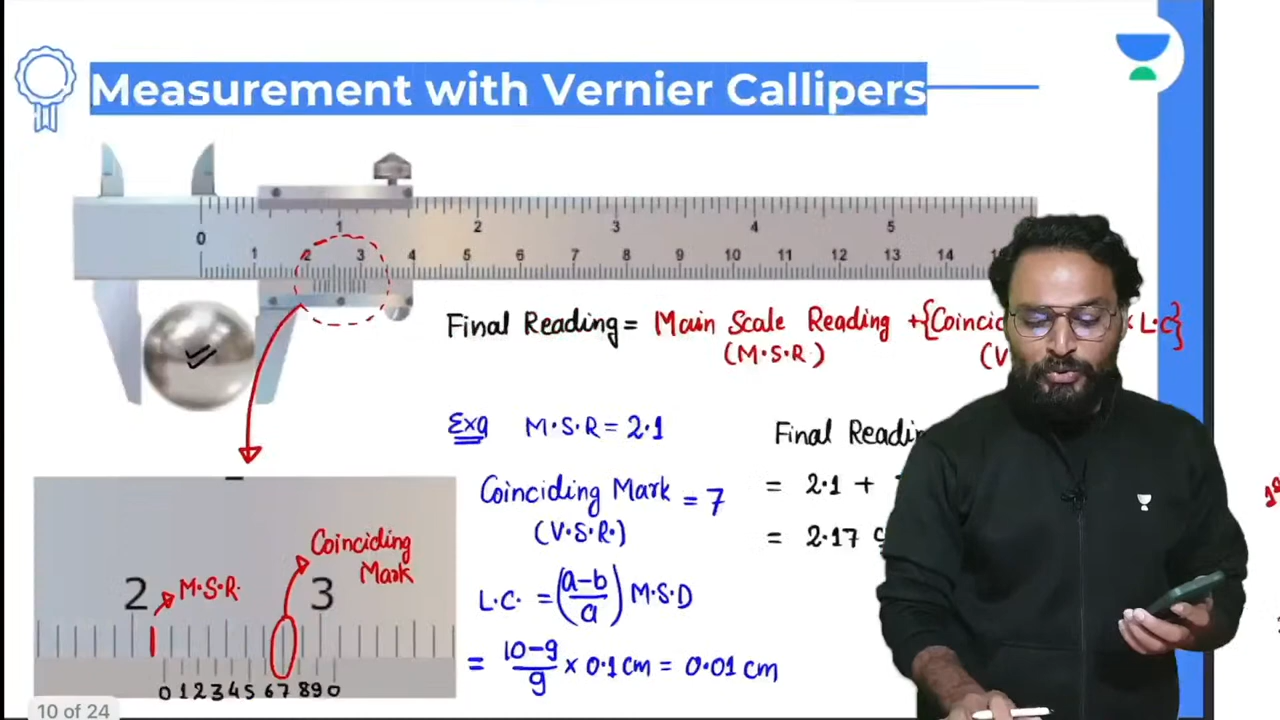 Measurement with Vernier Callipers
1 2 3 4 5
0
1 2 3 4 5 6 7 8 9 10 11 12 13 14
Final Reading = Main Scale Reading + {
× L.C}
(M.S.R)
Exa M.S.R = 2.1
Final
Coinciding Mark = 7
(V.S.R.)
= 2.1 +
= 2.17
L.C. = (a-b/a) M.S.D
= 10-9/9 × 0.1 cm = 0.01 cm
Coinciding
Mark
2 M.S.R. 3
0 1 2 3 4 5 6 7 8 9 0
10 of 24